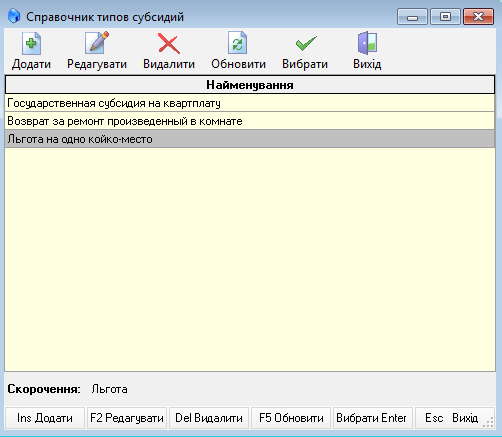 Справочник типов субсидий
Додати Редагувати Видалити Обновити Вибрати Вихід
Найменування
Государственная субсидия на квартплату
Возврат за ремонт произведенный в комнате
Льгота на одно койко-место
Скорочення: Льгота
Ins Додати F2 Редагувати Del Видалити F5 Обновити Вибрати Enter Esc Вихід